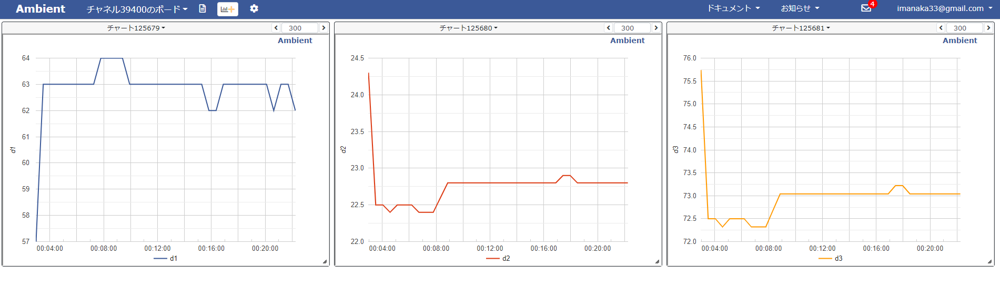 Ambient チャネル39400のボード ドキュメント お知らせ 4 imanaka33@gmail.com
チャート125679 300
Ambient
64
63
62
61
60
59
58
57
d1
00:04:00 00:08:00 00:12:00 00:16:00 00:20:00
d1
チャート125680 300
Ambient
24.5
24.0
23.5
23.0
22.5
22.0
d2
00:04:00 00:08:00 00:12:00 00:16:00 00:20:00
d2
チャート125681 300
Ambient
76.0
75.5
75.0
74.5
74.0
73.5
73.0
72.5
72.0
d3
00:04:00 00:08:00 00:12:00 00:16:00 00:20:00
d3